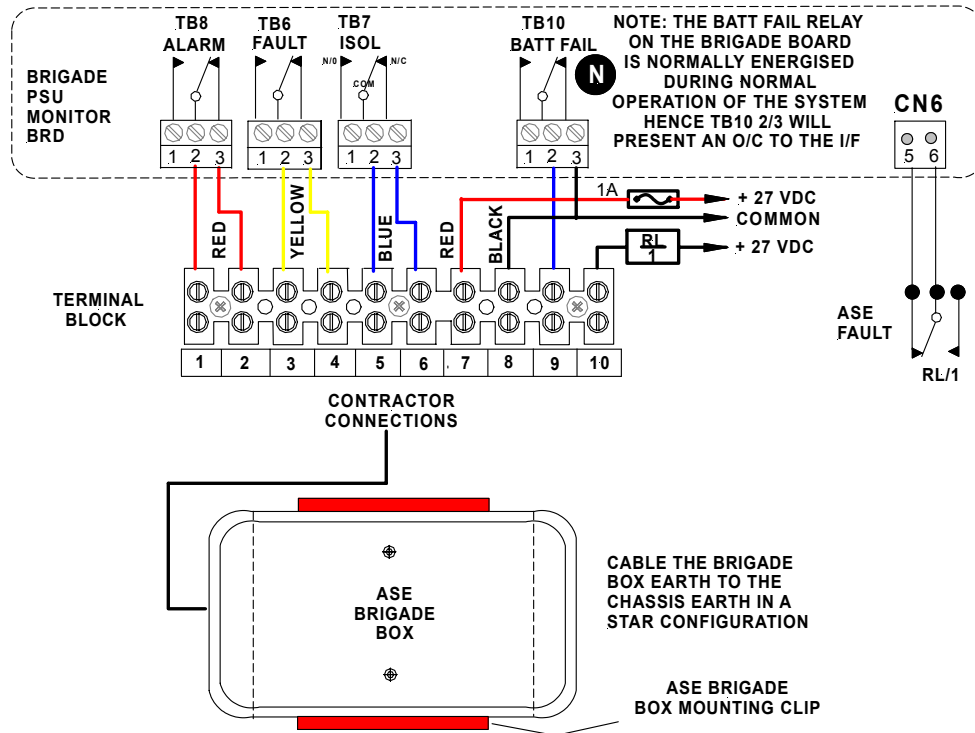 TB8
ALARM
TB6
FAULT
TB7
ISOL
TB10
BATT FAIL
N
NOTE: THE BATT FAIL RELAY
ON THE BRIGADE BOARD
IS NORMALLY ENERGISED
DURING NORMAL
OPERATION OF THE SYSTEM
HENCE TB10 2/3 WILL
PRESENT AN O/C TO THE I/F
N/0
N/C
COM
BRIGADE
PSU
MONITOR
BRD
CN6
1 2 3
1 2 3
1 2 3
1 2 3
5 6
RED
YELLOW
BLUE
RED
BLACK
1A
+ 27 VDC
COMMON
RL
1
+ 27 VDC
TERMINAL
BLOCK
1 2 3 4 5 6 7 8 9 10
ASE
FAULT
RL/1
CONTRACTOR
CONNECTIONS
ASE
BRIGADE
BOX
CABLE THE BRIGADE
BOX EARTH TO THE
CHASSIS EARTH IN A
STAR CONFIGURATION
ASE BRIGADE
BOX MOUNTING CLIP